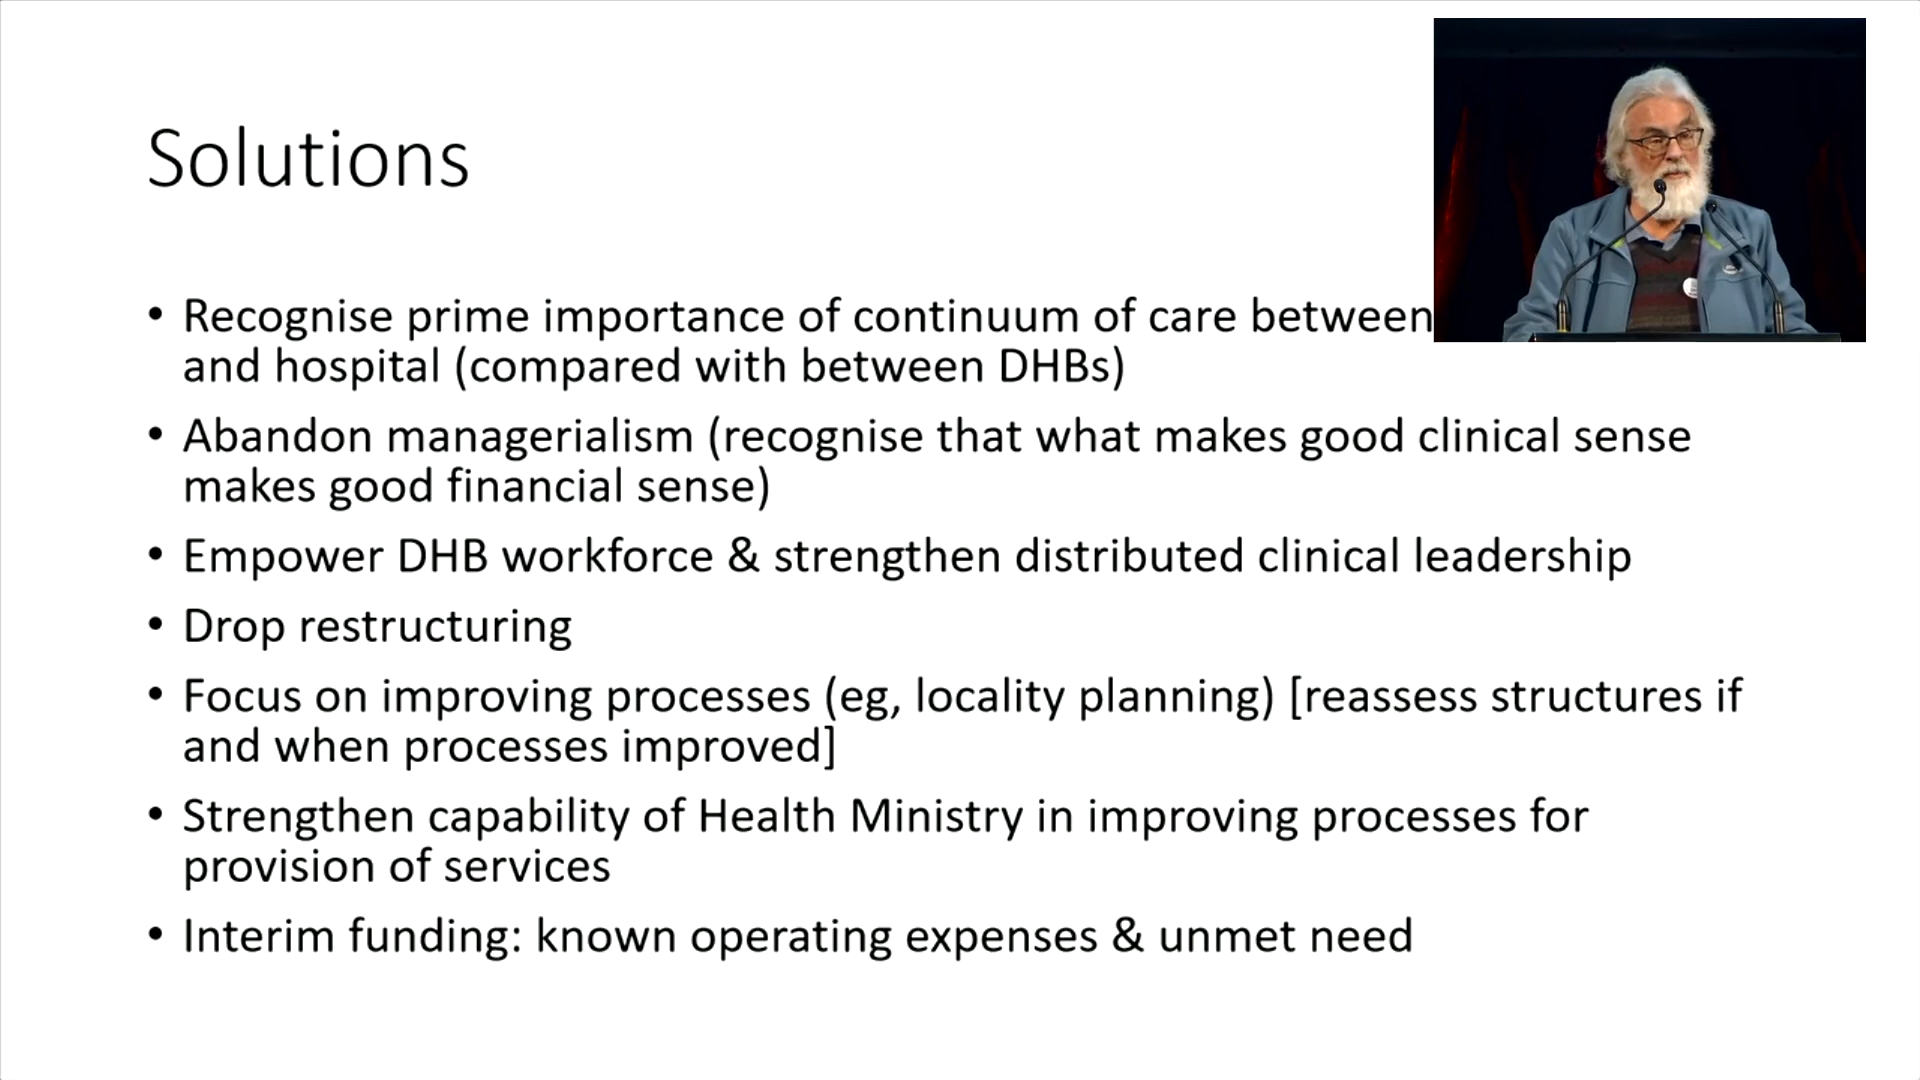 Solutions
• Recognise prime importance of continuum of care between
and hospital (compared with between DHBs)
• Abandon managerialism (recognise that what makes good clinical sense
makes good financial sense)
• Empower DHB workforce & strengthen distributed clinical leadership
• Drop restructuring
• Focus on improving processes (eg, locality planning) [reassess structures if
and when processes improved]
• Strengthen capability of Health Ministry in improving processes for
provision of services
• Interim funding: known operating expenses & unmet need